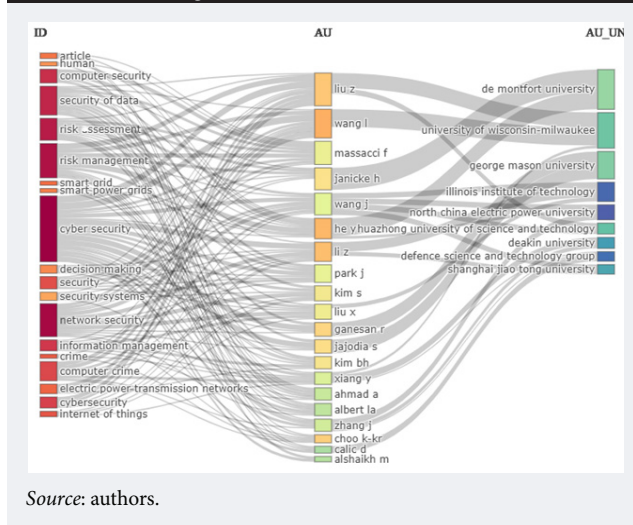 ID AU AU_UN
article
human
computer security
security of data
risk assessment
risk management
smart grid
smart power grids
cyber security
decision making
security
security systems
network security
information management
crime
computer crime
electric power-transmission networks
cybersecurity
internet of things
liu z
wang l
massacci f
janicke h
wang j
he y
li z
park j
kim s
liu x
ganesan r
jajodia s
kim bh
xiang y
ahmad a
albert la
zhang j
choo k-kr
calic d
alshaikh m
de montfort university
university of wisconsin-milwaukee
george mason university
illinois institute of technology
north china electric power university
huazhong university of science and technology
deakin university
defence science and technology group
shanghai jiao tong university
Source: authors.